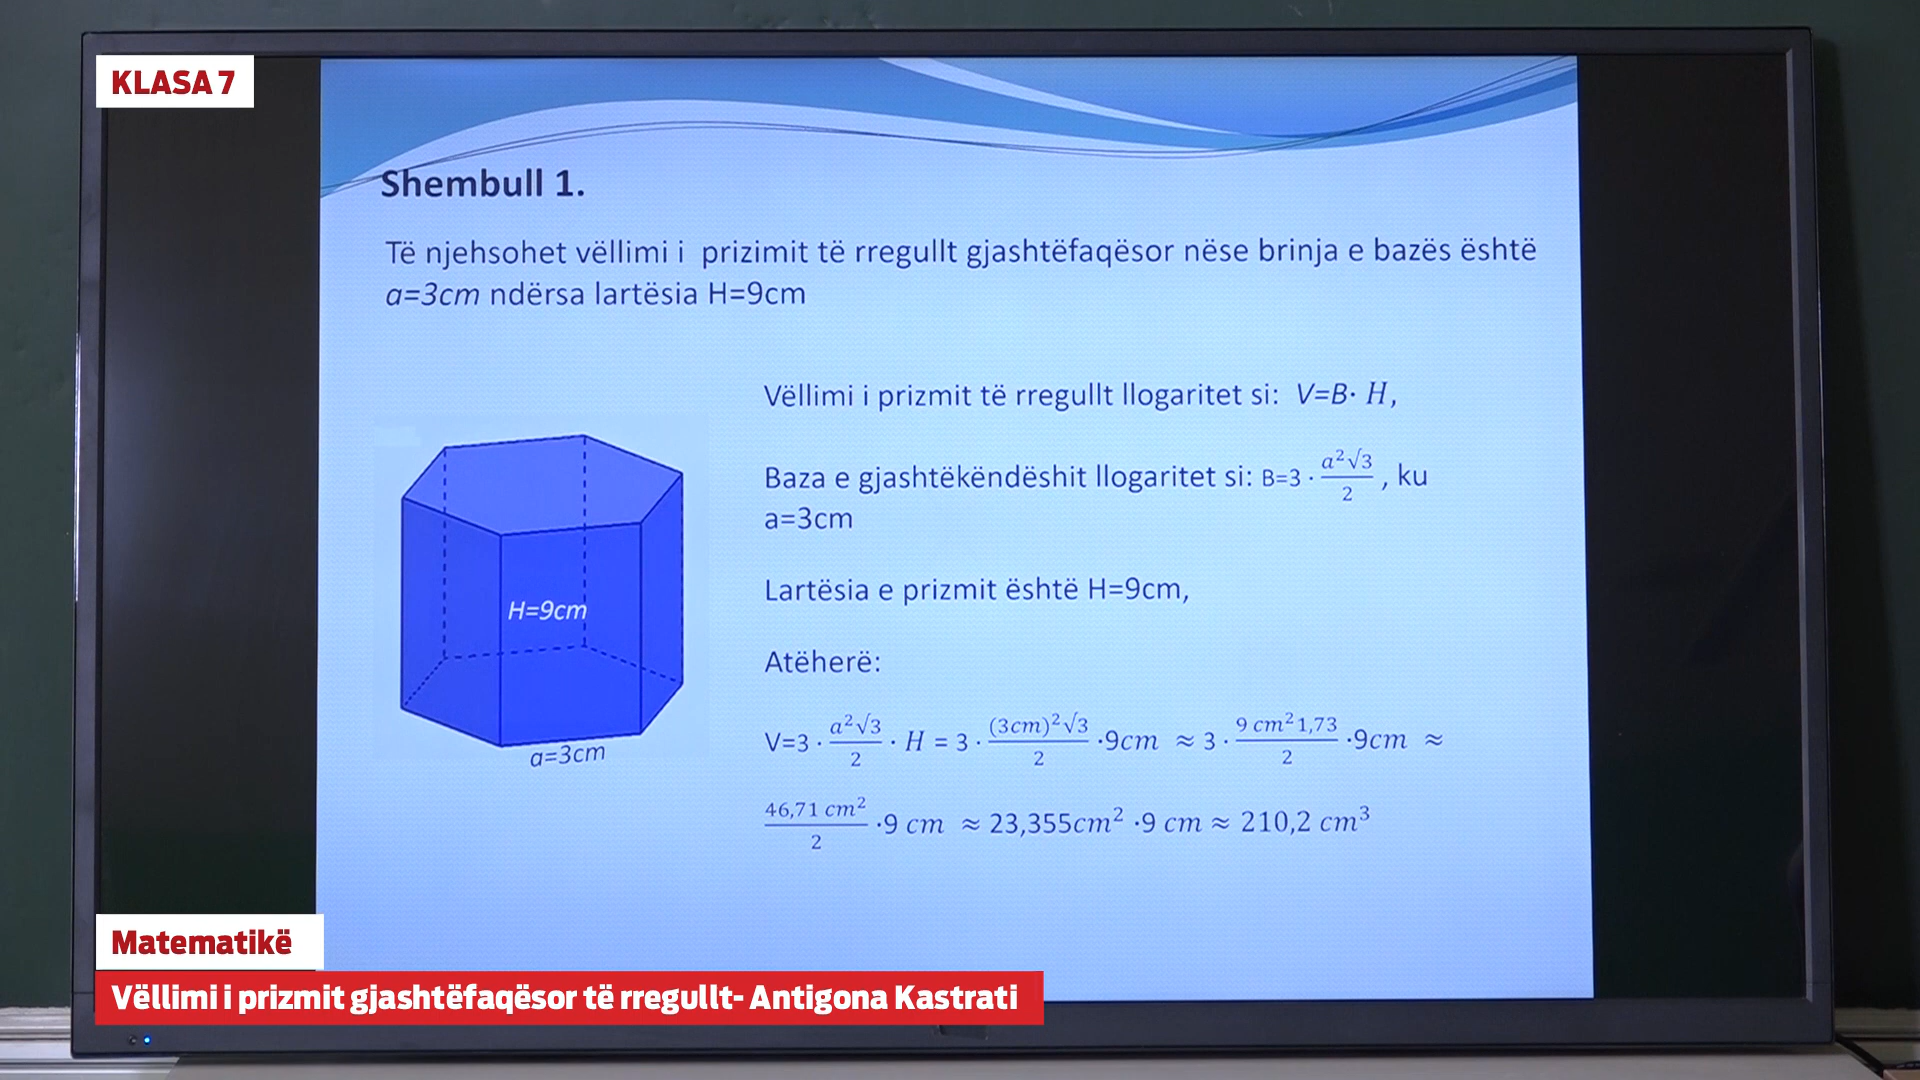 KLASA 7
Shembull 1.
Të njehsohet vëllimi i prizimit të rregullt gjashtëfaqësor nëse brinja e bazës është
a=3cm ndërsa lartësia H=9cm
Vëllimi i prizmit të rregullt llogaritet si: V=B· H,
Baza e gjashtëkëndëshit llogaritet si: B=3 · a²√3/2 , ku
a=3cm
Lartësia e prizmit është H=9cm,
H=9cm
Atëherë:
V=3 · a²√3/2 · H = 3 · (3cm)²√3/2 ·9cm ≈ 3 · 9 cm²1,73/2 ·9cm ≈
a=3cm
46,71 cm²/2 ·9 cm ≈ 23,355cm² ·9 cm ≈ 210,2 cm³
Matematikë
Vëllimi i prizmit gjashtëfaqësor të rregullt- Antigona Kastrati